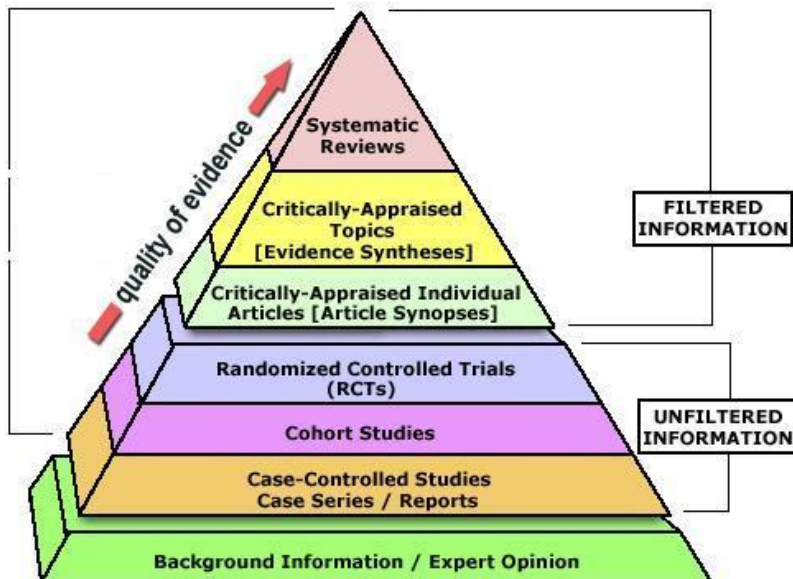 quality of evidence
Systematic
Reviews
Critically-Appraised
Topics
[Evidence Syntheses]
FILTERED
INFORMATION
Critically-Appraised Individual
Articles [Article Synopses]
Randomized Controlled Trials
(RCTs)
UNFILTERED
INFORMATION
Cohort Studies
Case-Controlled Studies
Case Series / Reports
Background Information / Expert Opinion